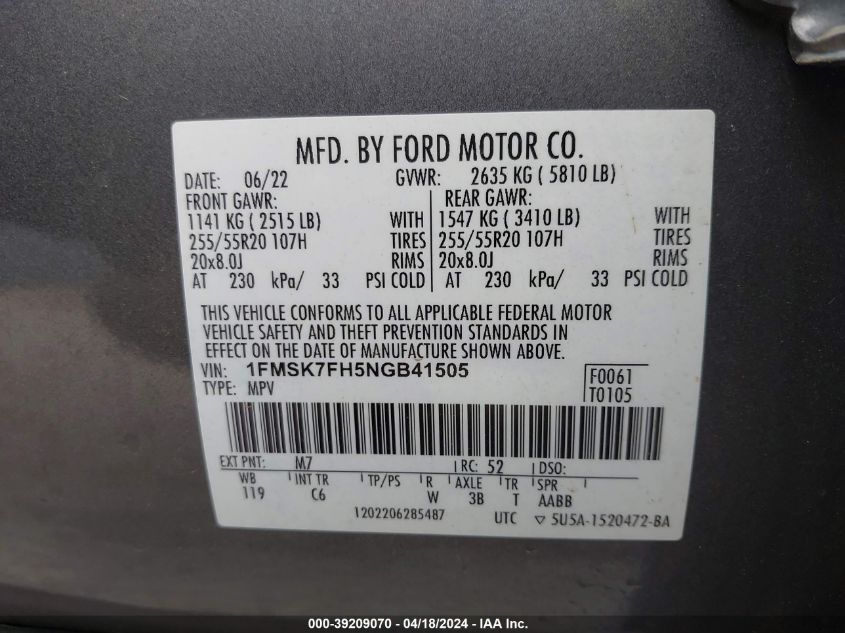 MFD. BY FORD MOTOR CO.
DATE: 06/22 GVWR: 2635 KG ( 5810 LB)
FRONT GAWR: REAR GAWR:
1141 KG ( 2515 LB) WITH 1547 KG ( 3410 LB) WITH
255/55R20 107H TIRES 255/55R20 107H TIRES
20x8.0J RIMS 20x8.0J RIMS
AT 230 kPa/ 33 PSI COLD AT 230 kPa/ 33 PSI COLD
THIS VEHICLE CONFORMS TO ALL APPLICABLE FEDERAL MOTOR
VEHICLE SAFETY AND THEFT PREVENTION STANDARDS IN
EFFECT ON THE DATE OF MANUFACTURE SHOWN ABOVE.
VIN: 1FMSK7FH5NGB41505 F0061
TYPE: MPV T0105
EXT PNT: M7 RC: 52 DSO:
WB INT TR TP/PS R AXLE TR SPR
119 C6 W 3B T AABB
1202206285487 UTC ▽ 5U5A-1520472-BA
000-39209070 - 04/18/2024 - IAA Inc.